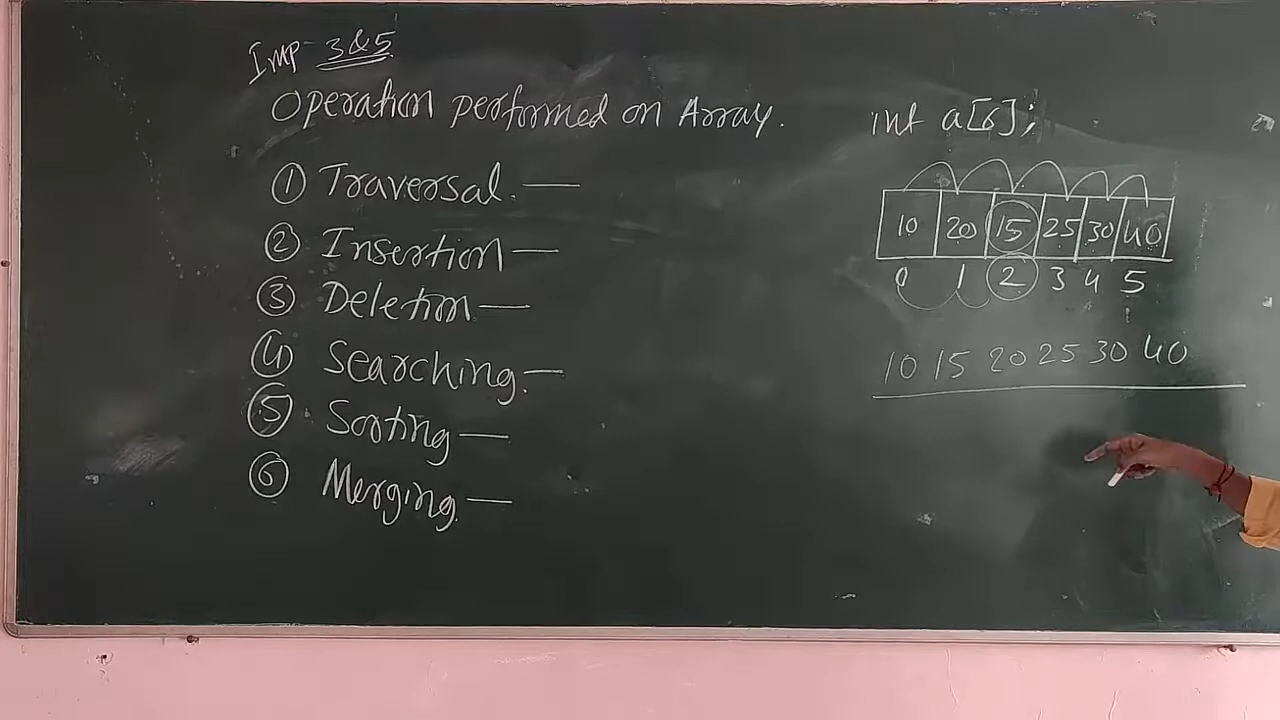 Imp 3&5
Operation performed on Array.
① Traversal. —
② Insertion —
③ Deletion —
④ Searching. —
⑤ Sorting —
⑥ Merging. —
int a[6];
10 20 15 25 30 40
0 1 2 3 4 5
10 15 20 25 30 40